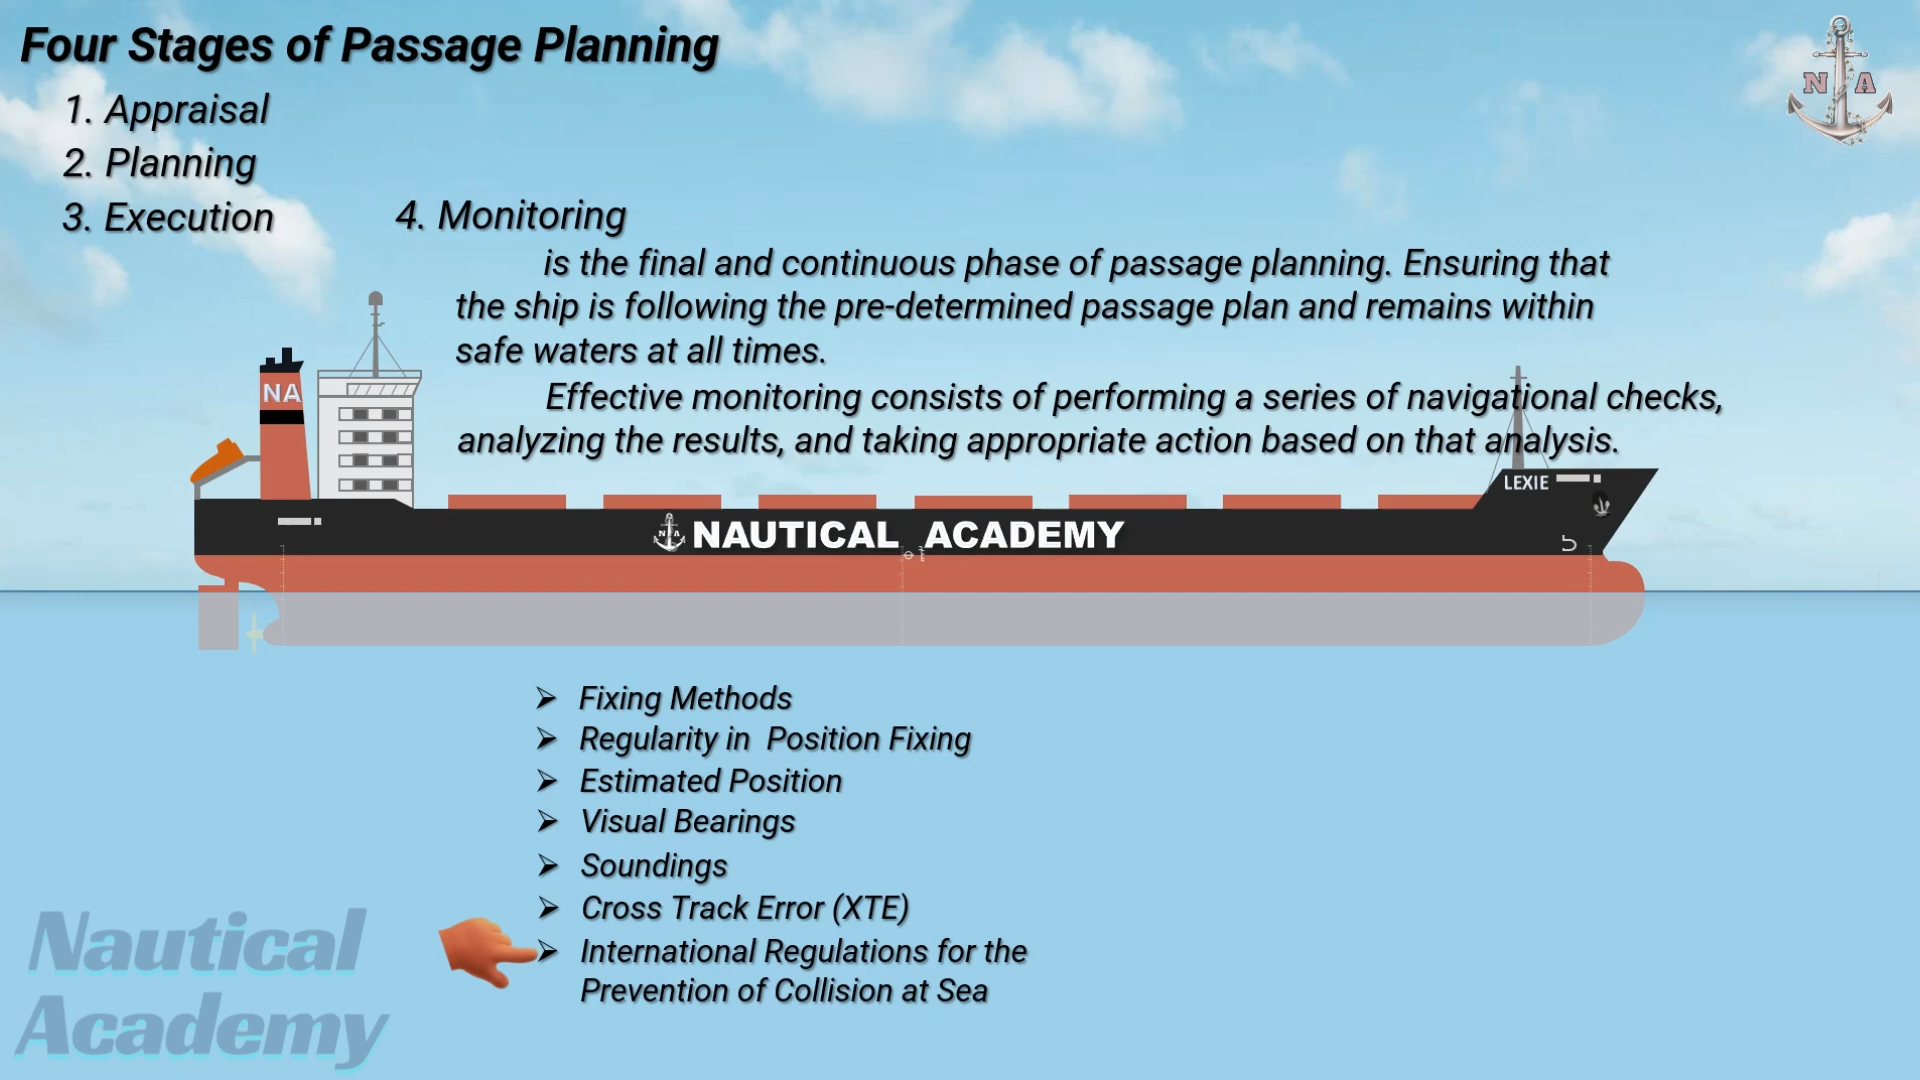 Four Stages of Passage Planning
N A
1. Appraisal
2. Planning
3. Execution
4. Monitoring
is the final and continuous phase of passage planning. Ensuring that
the ship is following the pre-determined passage plan and remains within
safe waters at all times.
Effective monitoring consists of performing a series of navigational checks,
analyzing the results, and taking appropriate action based on that analysis.
NA
LEXIE
N A NAUTICAL ACADEMY
➢ Fixing Methods
➢ Regularity in Position Fixing
➢ Estimated Position
➢ Visual Bearings
➢ Soundings
➢ Cross Track Error (XTE)
➢ International Regulations for the
Prevention of Collision at Sea
Nautical
Academy